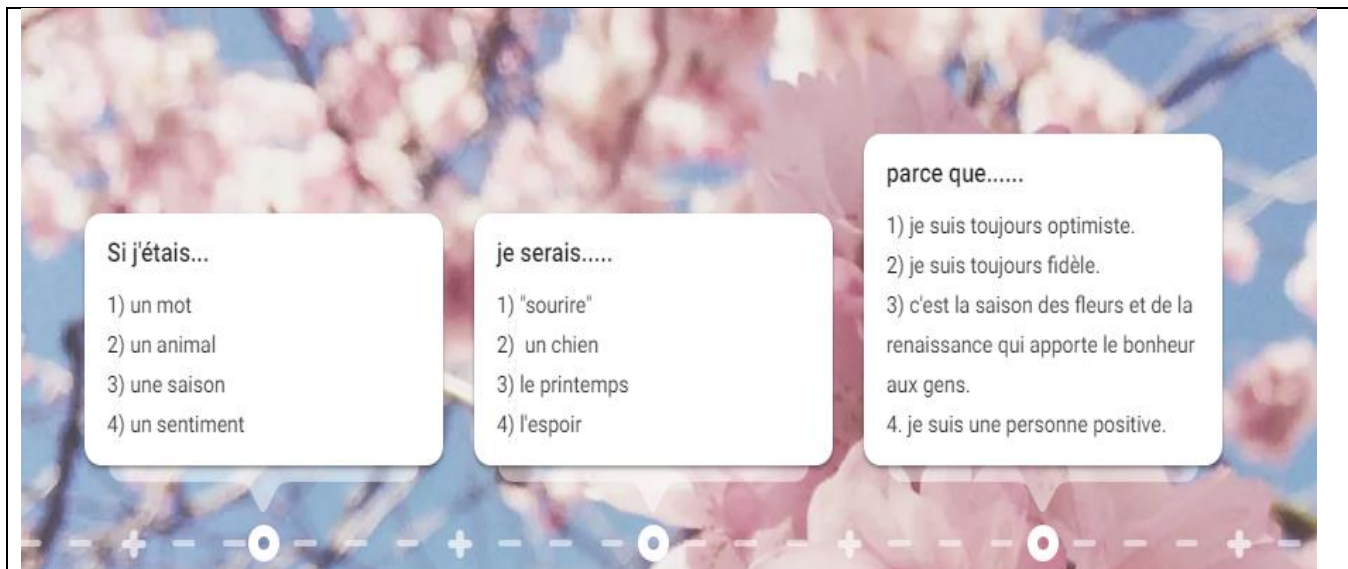 Si j'étais...
1) un mot
2) un animal
3) une saison
4) un sentiment
je serais.....
1) "sourire"
2) un chien
3) le printemps
4) l'espoir
parce que......
1) je suis toujours optimiste.
2) je suis toujours fidèle.
3) c'est la saison des fleurs et de la
renaissance qui apporte le bonheur
aux gens.
4. je suis une personne positive.